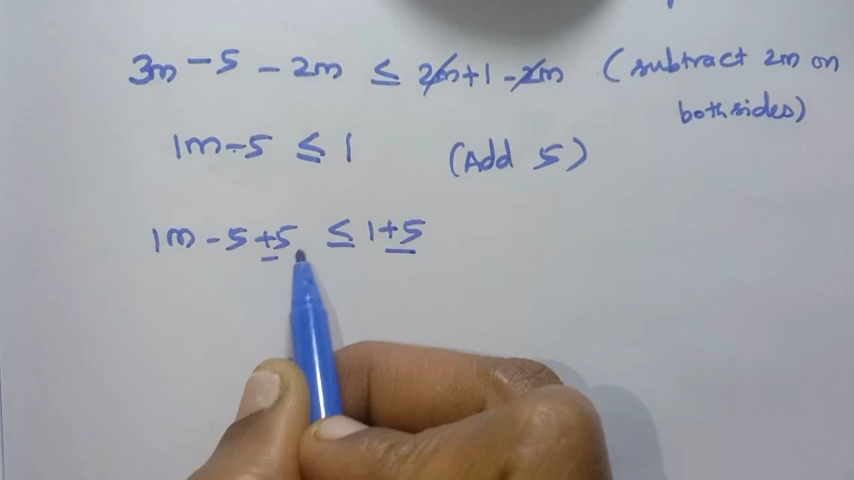 3m - 5 - 2m ≤ 2m + 1 - 2m (subtract 2m on both sides)
1m - 5 ≤ 1 (Add 5)
1m - 5 + 5 ≤ 1 + 5